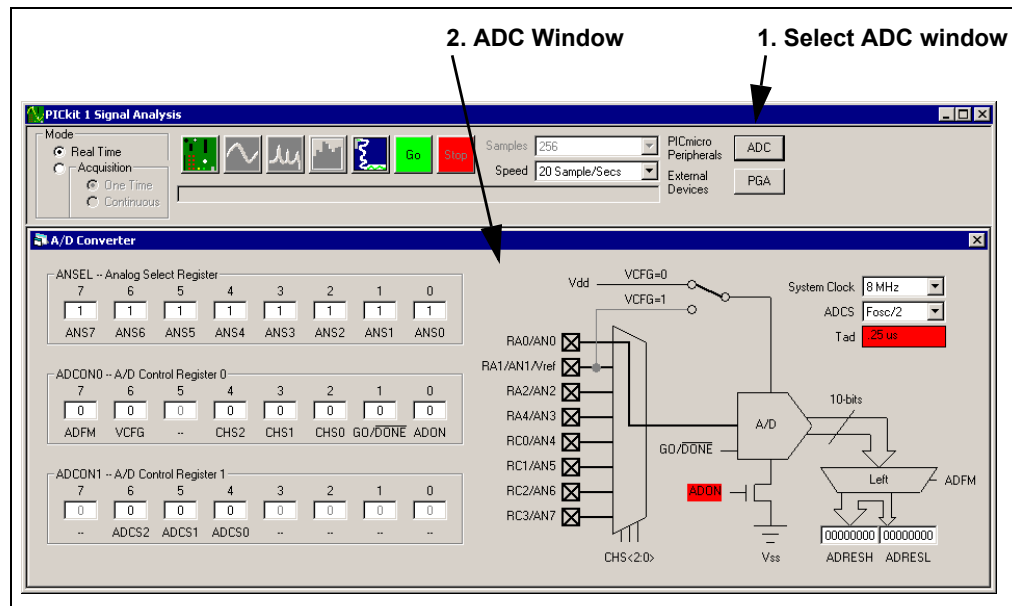 2. ADC Window
1. Select ADC window
PICkit 1 Signal Analysis
Mode
Real Time
Acquisition
One Time
Continuous
Go
Stop
Samples 256
Speed 20 Sample/Secs
PICmicro
Peripherals
ADC
External
Devices
PGA
A/D Converter
ANSEL -- Analog Select Register
7 6 5 4 3 2 1 0
1 1 1 1 1 1 1 1
ANS7 ANS6 ANS5 ANS4 ANS3 ANS2 ANS1 ANS0
ADCON0 -- A/D Control Register 0
7 6 5 4 3 2 1 0
0 0 0 0 0 0 0 0
ADFM VCFG -- CHS2 CHS1 CHS0 GO/DONE ADON
ADCON1 -- A/D Control Register 1
7 6 5 4 3 2 1 0
0 0 0 0 0 0 0 0
-- ADCS2 ADCS1 ADCS0 -- -- -- --
Vdd
VCFG=0
VCFG=1
RA0/AN0
RA1/AN1/Vref
RA2/AN2
RA4/AN3
RC0/AN4
RC1/AN5
RC2/AN6
RC3/AN7
CHS<2:0>
System Clock 8 MHz
ADCS Fosc/2
Tad .25 us
10-bits
A/D
GO/DONE
ADON
Vss
Left
ADFM
00000000 00000000
ADRESH ADRESL